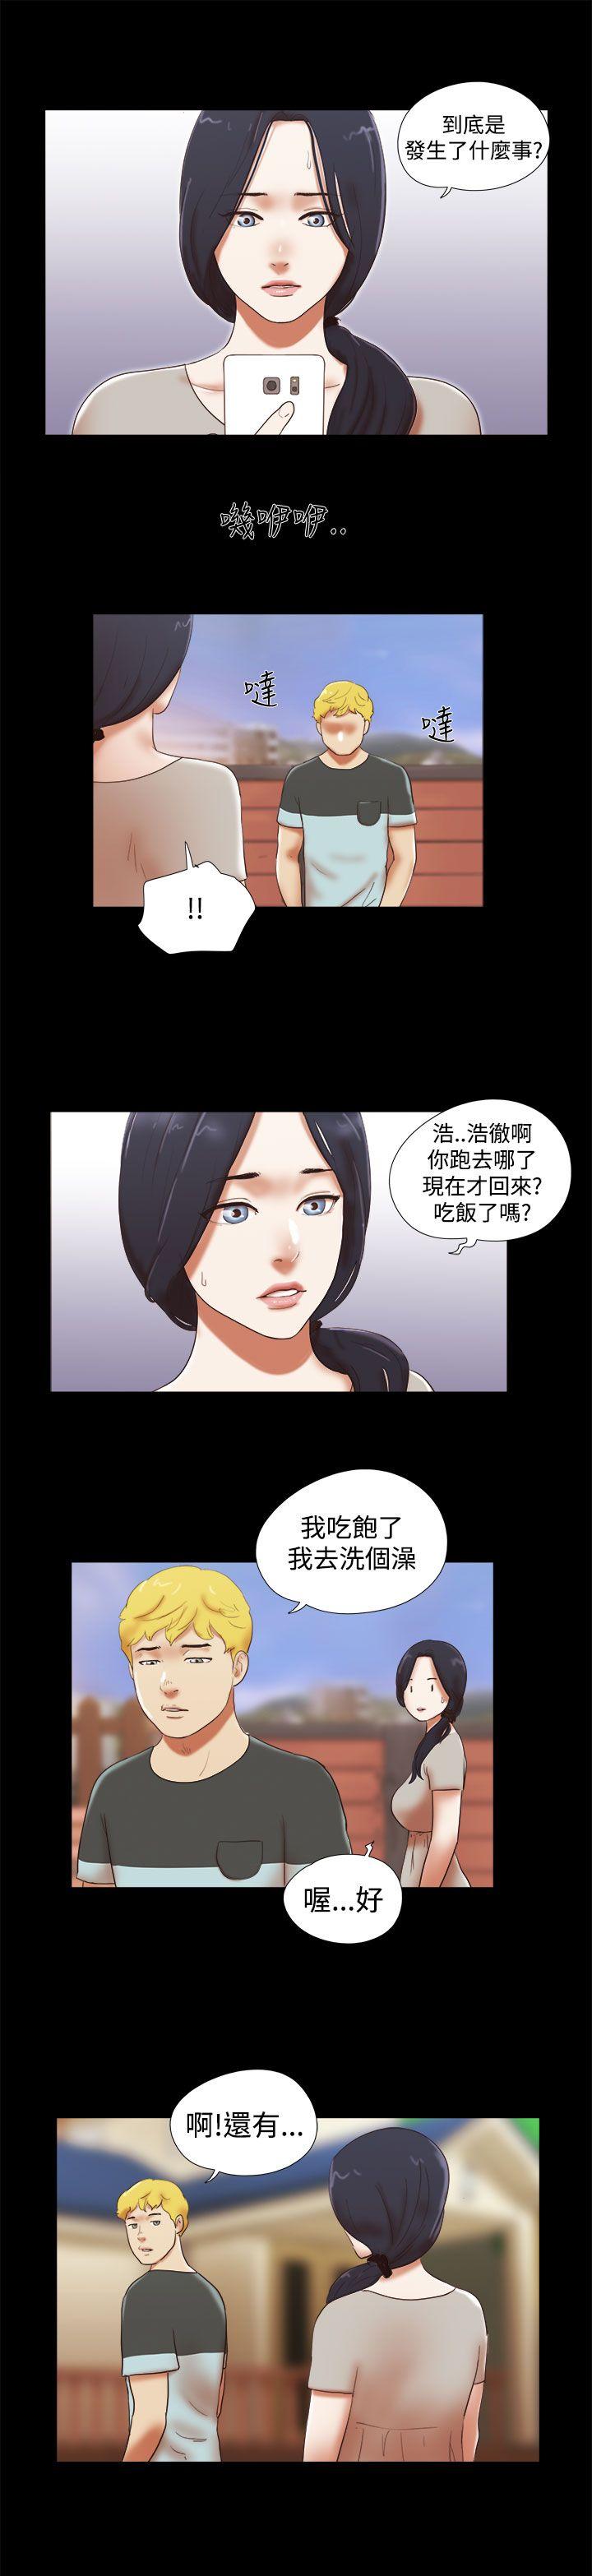 到底是
發生了什麼事?
嘰咿咿..
噠
噠
!!
浩..浩徹啊
你跑去哪了
現在才回來?
吃飯了嗎?
我吃飽了
我去洗個澡
喔...好
啊!還有...